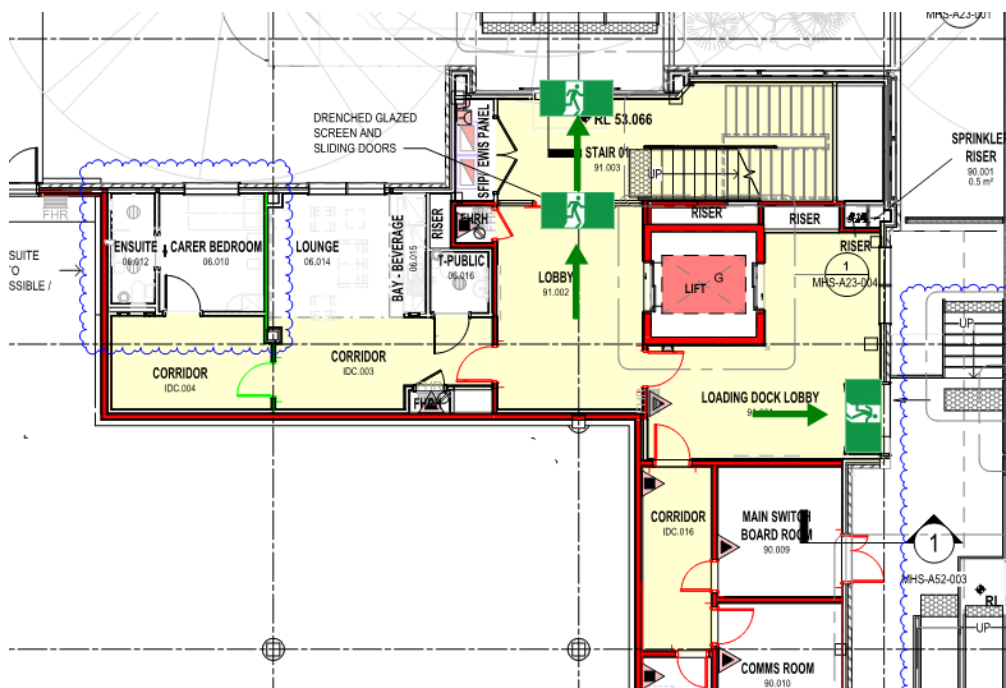 MHS-A23-001
DRENCHED GLAZED
SCREEN AND
SLIDING DOORS
SFIP/EWIS PANEL
RL 53.066
STAIR 01
91.003
UP
SPRINKLER
RISER
90.001
0.5 m²
FHR
ENSUITE
06.012
CARER BEDROOM
06.010
LOUNGE
06.014
BAY - BEVERAGE
06.015
RISER
FHRH
T-PUBLIC
06.016
LOBBY
91.002
RISER
RISER
RISER
LIFT
G
1
MHS-A23-004
SUITE
TO
SSIBLE /
CORRIDOR
IDC.004
CORRIDOR
IDC.003
FHRH
LOADING DOCK LOBBY
UP
CORRIDOR
IDC.016
MAIN SWITCH
BOARD ROOM
90.009
1
MHS-A52-003
RL
UP
COMMS ROOM
90.010